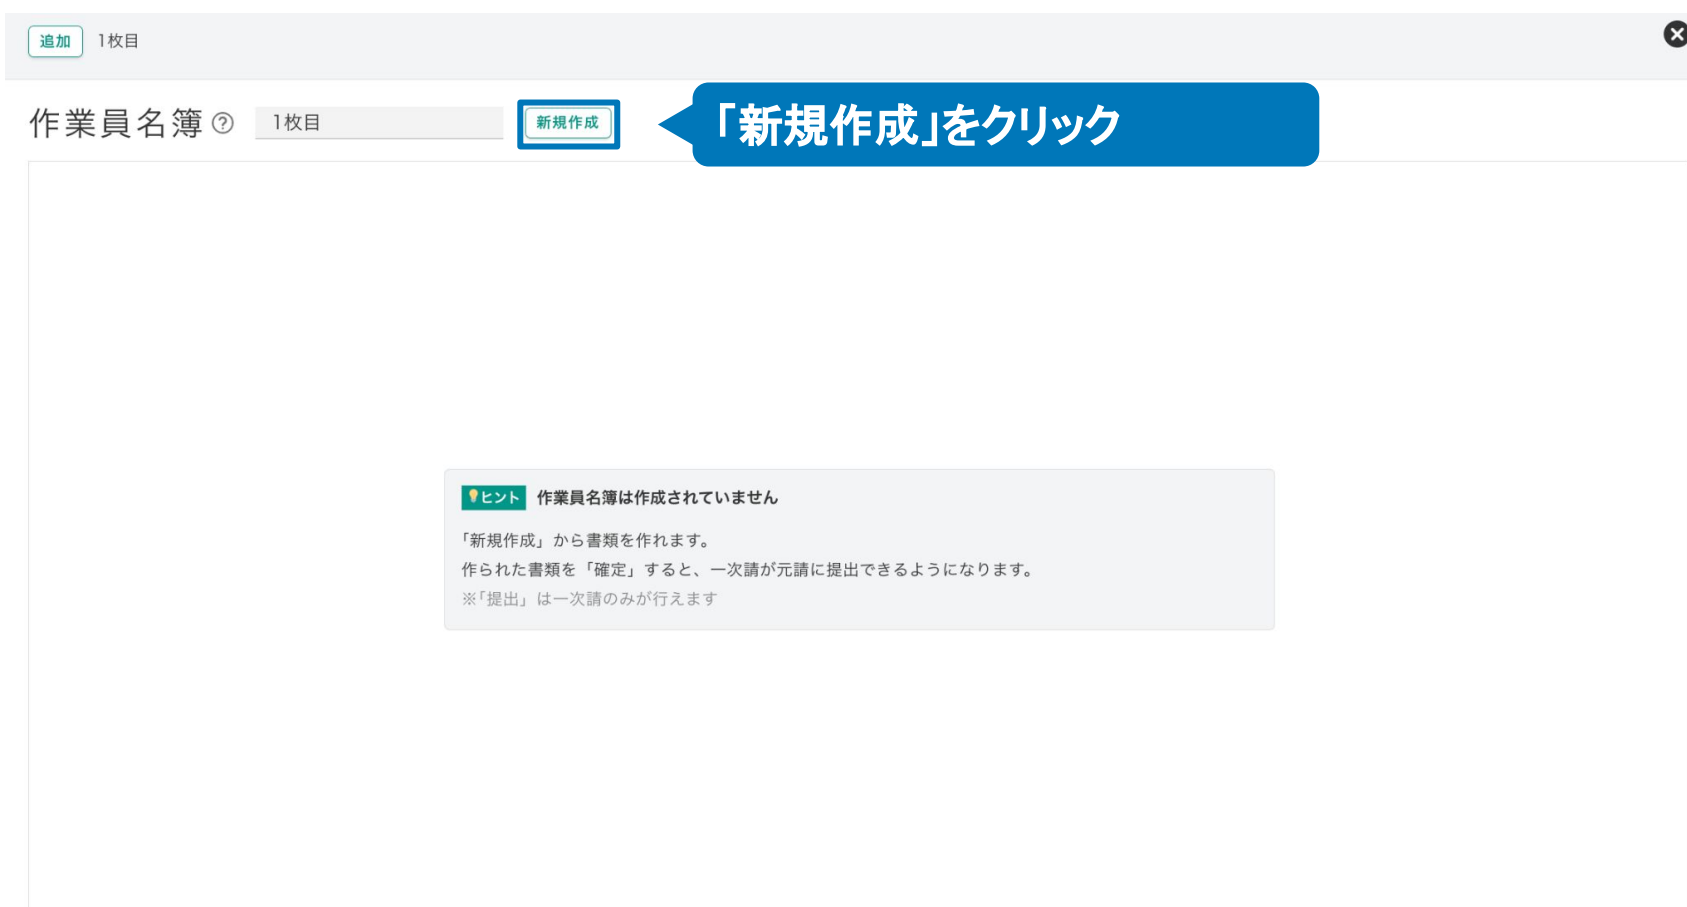 追加 1枚目
作業員名簿? 1枚目 新規作成 「新規作成」をクリック
ヒント 作業員名簿は作成されていません
「新規作成」から書類を作れます。
作られた書類を「確定」すると、一次請が元請に提出できるようになります。
※「提出」は一次請のみが行えます